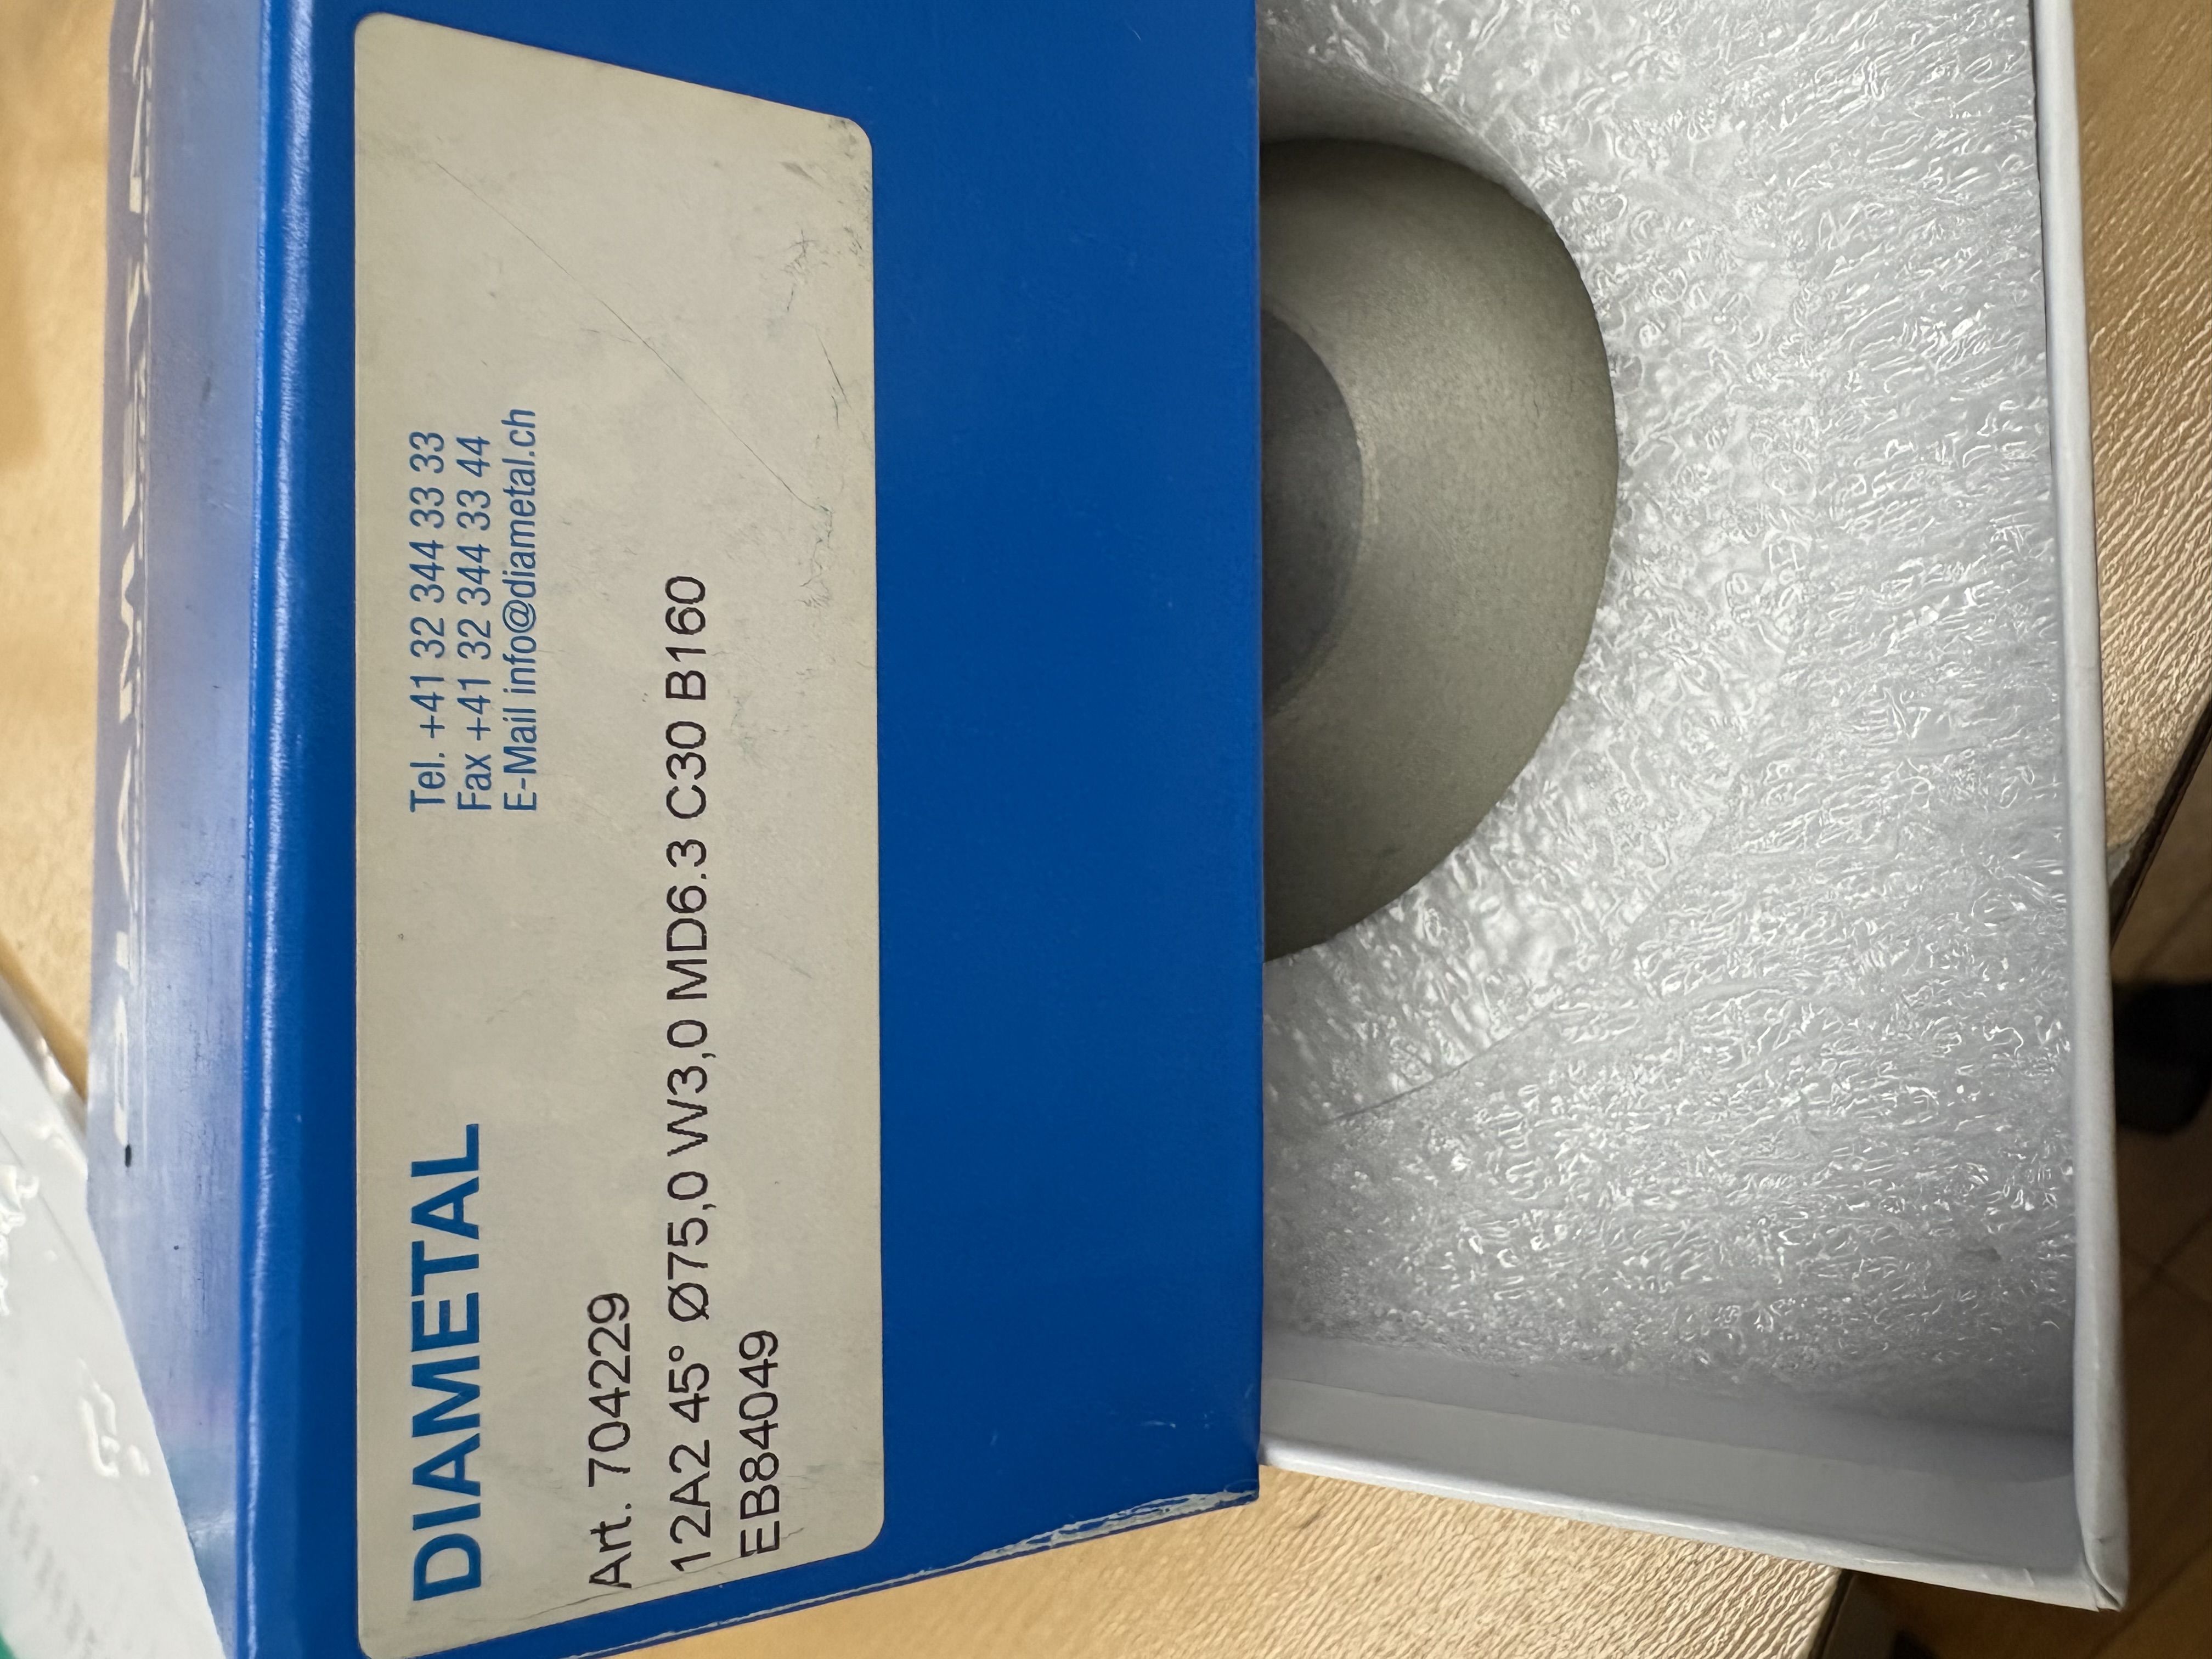 DIAMETAL
Tel. +41 32 344 33 33
Fax +41 32 344 33 44
E-Mail info@diametal.ch
Art. 704229
12A2 45° Ø75,0 W3,0 MD6.3 C30 B160
EB84049
DIAMETAL